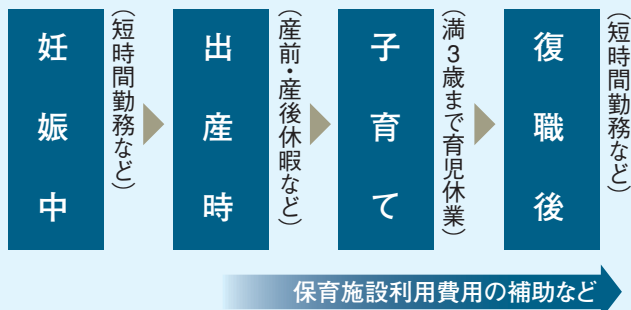 妊娠中
(短時間勤務など)
出産時
(産前・産後休暇など)
子育て
(満3歳まで育児休業)
復職後
(短時間勤務など)
保育施設利用費用の補助など